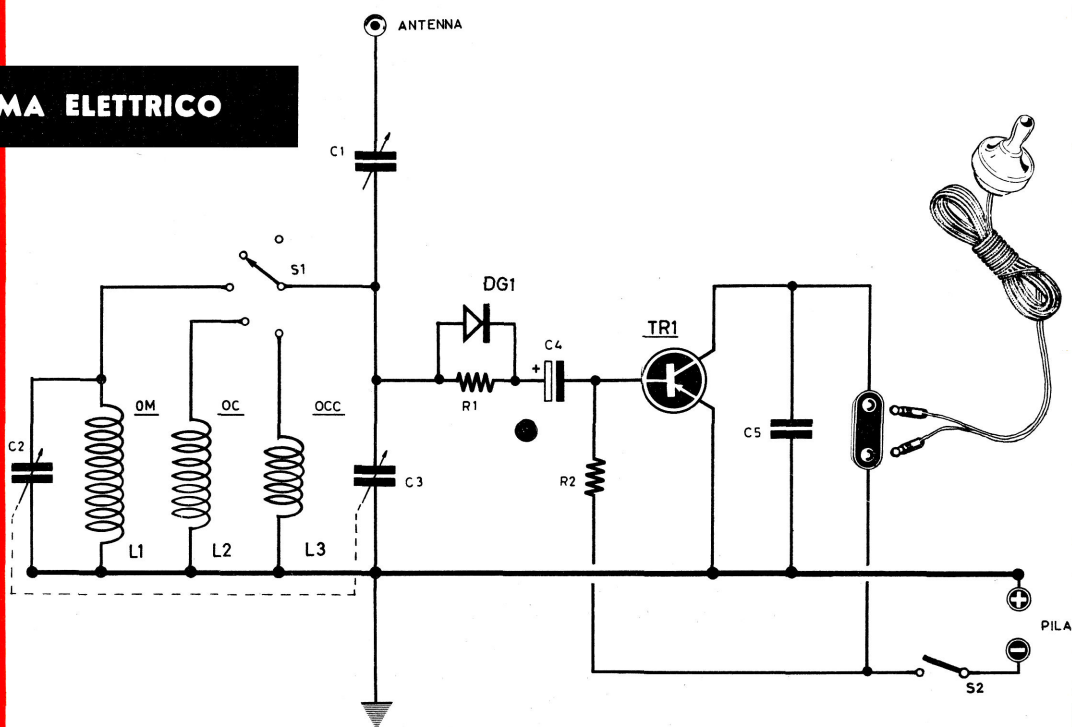 ANTENNA
MA ELETTRICO
C1
S1
DG1
C4
TR1
+
R1
OM
OC
OCC
C2
C3
C5
R2
L1
L2
L3
+
PILA
−
S2